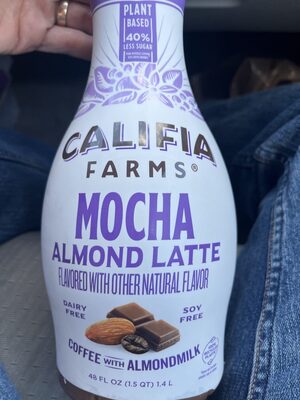 PLANT
BASED
40%
LESS SUGAR
CALIFIA
FARMS®
MOCHA
ALMOND LATTE
FLAVORED WITH OTHER NATURAL FLAVOR
DAIRY
FREE
SOY
FREE
COFFEE WITH ALMONDMILK
48 FL OZ (1.5 QT) 1.4 L